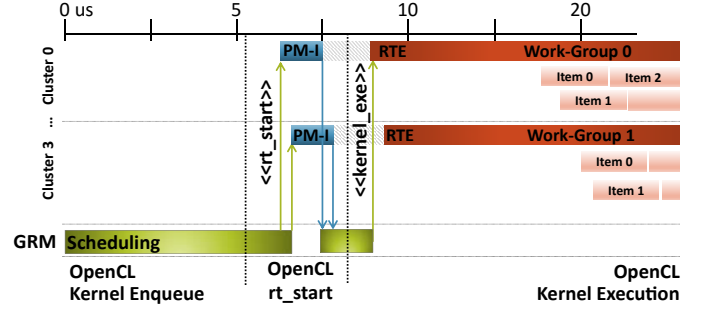 0 us 5 10 20
Cluster 0
PM-I RTE Work-Group 0
Item 0 Item 2
Item 1
<<rt_start>>
<<kernel_exe>>
...
Cluster 3
PM-I RTE Work-Group 1
Item 0
Item 1
GRM Scheduling
OpenCL
Kernel Enqueue
OpenCL
rt_start
OpenCL
Kernel Execution